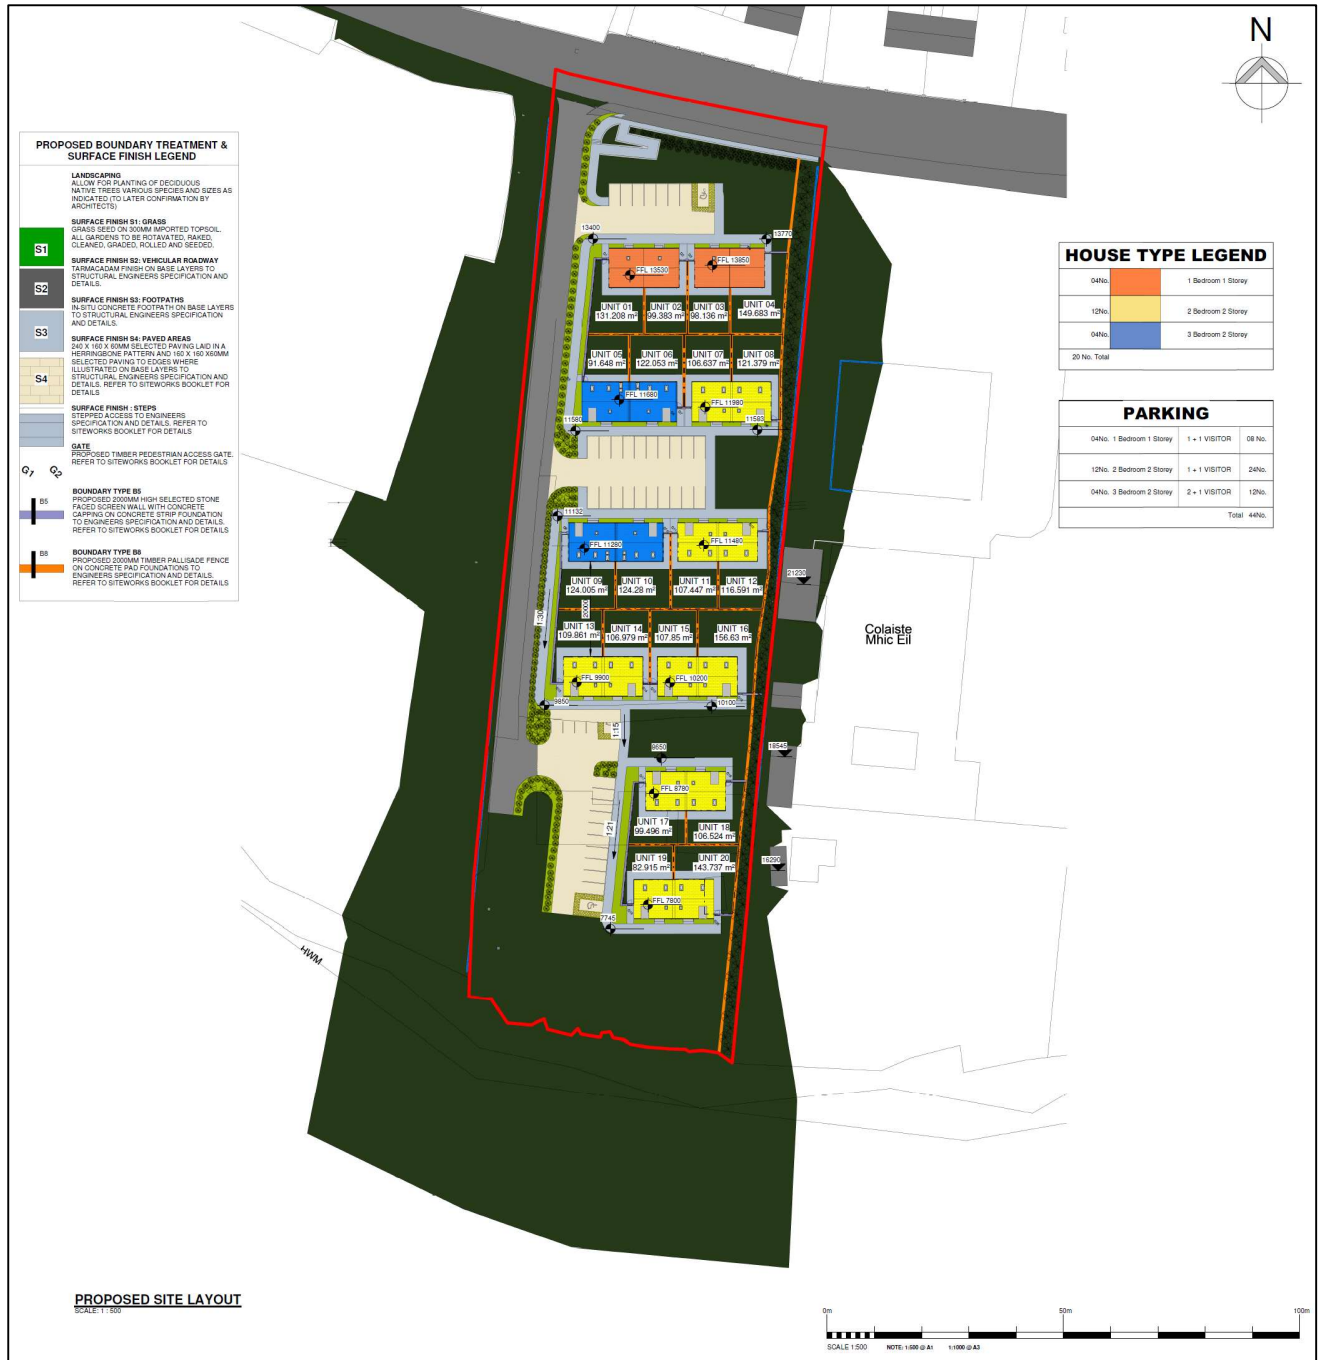 N
PROPOSED BOUNDARY TREATMENT &
SURFACE FINISH LEGEND
LANDSCAPING
ALLOW FOR PLANTING OF DECIDUOUS
NATIVE TREES VARIOUS SPECIES AND SIZES AS
INDICATED (TO LATER CONFIRMATION BY
ARCHITECTS)
SURFACE FINISH S1: GRASS
GRASS SEED ON 300MM IMPORTED TOPSOIL.
ALL GARDENS TO BE ROTAVATED, RAKED,
CLEANED, GRADED, ROLLED AND SEEDED.
S1
SURFACE FINISH S2: VEHICULAR ROADWAY
TARMACADAM FINISH ON BASE LAYERS TO
STRUCTURAL ENGINEERS SPECIFICATION AND
DETAILS.
S2
SURFACE FINISH S3: FOOTPATHS
IN-SITU CONCRETE FOOTPATH ON BASE LAYERS
TO STRUCTURAL ENGINEERS SPECIFICATION
AND DETAILS.
S3
SURFACE FINISH S4: PAVED AREAS
240 X 160 X 60MM SELECTED PAVING LAID IN A
HERRINGBONE PATTERN AND 160 X 160 X60MM
SELECTED PAVING TO EDGES WHERE
ILLUSTRATED ON BASE LAYERS TO
STRUCTURAL ENGINEERS SPECIFICATION AND
DETAILS. REFER TO SITEWORKS BOOKLET FOR
DETAILS
S4
SURFACE FINISH : STEPS
STEPPED ACCESS TO ENGINEERS
SPECIFICATION AND DETAILS. REFER TO
SITEWORKS BOOKLET FOR DETAILS
GATE
PROPOSED TIMBER PEDESTRIAN ACCESS GATE.
REFER TO SITEWORKS BOOKLET FOR DETAILS
G1 G2
BOUNDARY TYPE B5
PROPOSED 2000MM HIGH SELECTED STONE
FACED SCREEN WALL WITH CONCRETE
CAPPING ON CONCRETE STRIP FOUNDATION
TO ENGINEERS SPECIFICATION AND DETAILS.
REFER TO SITEWORKS BOOKLET FOR DETAILS
B5
BOUNDARY TYPE B8
PROPOSED 2000MM TIMBER PALLISADE FENCE
ON CONCRETE PAD FOUNDATIONS TO
ENGINEERS SPECIFICATION AND DETAILS.
REFER TO SITEWORKS BOOKLET FOR DETAILS
B8
HOUSE TYPE LEGEND
04No. 1 Bedroom 1 Storey
12No. 2 Bedroom 2 Storey
04No. 3 Bedroom 2 Storey
20 No. Total
PARKING
04No. 1 Bedroom 1 Storey 1 + 1 VISITOR 08 No.
12No. 2 Bedroom 2 Storey 1 + 1 VISITOR 24No.
04No. 3 Bedroom 2 Storey 2 + 1 VISITOR 12No.
Total 44No.
13400
13770
FFL 13530
FFL 13850
UNIT 01
131.208 m²
UNIT 02
99.383 m²
UNIT 03
98.136 m²
UNIT 04
149.683 m²
UNIT 05
91.648 m²
UNIT 06
122.053 m²
UNIT 07
106.637 m²
UNIT 08
121.379 m²
FFL 11680
FFL 11980
11580
11583
11132
FFL 11280
FFL 11480
UNIT 09
124.005 m²
UNIT 10
124.28 m²
UNIT 11
107.447 m²
UNIT 12
116.591 m²
20000
1:30
UNIT 13
109.861 m²
UNIT 14
106.979 m²
UNIT 15
107.85 m²
UNIT 16
156.63 m²
FFL 9900
FFL 10200
9850
10100
1:15
8650
FFL 8780
1:21
UNIT 17
99.496 m²
UNIT 18
106.524 m²
UNIT 19
82.915 m²
UNIT 20
143.737 m²
FFL 7800
7745
21230
18545
16290
Colaiste
Mhic Eil
HWM
PROPOSED SITE LAYOUT
SCALE: 1 : 500
0m 50m 100m
SCALE 1:500 NOTE: 1:500 @ A1 1:1000 @ A3